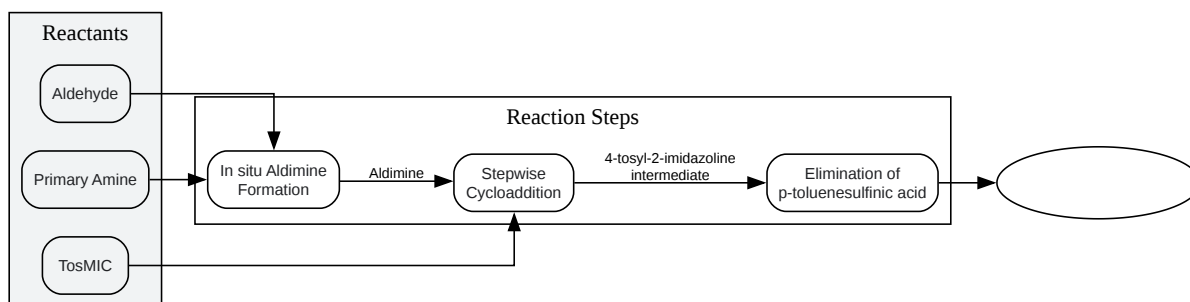 Reactants
Aldehyde
Primary Amine
TosMIC
Reaction Steps
In situ Aldimine
Formation
Aldimine
Stepwise
Cycloaddition
4-tosyl-2-imidazoline
intermediate
Elimination of
p-toluenesulfinic acid